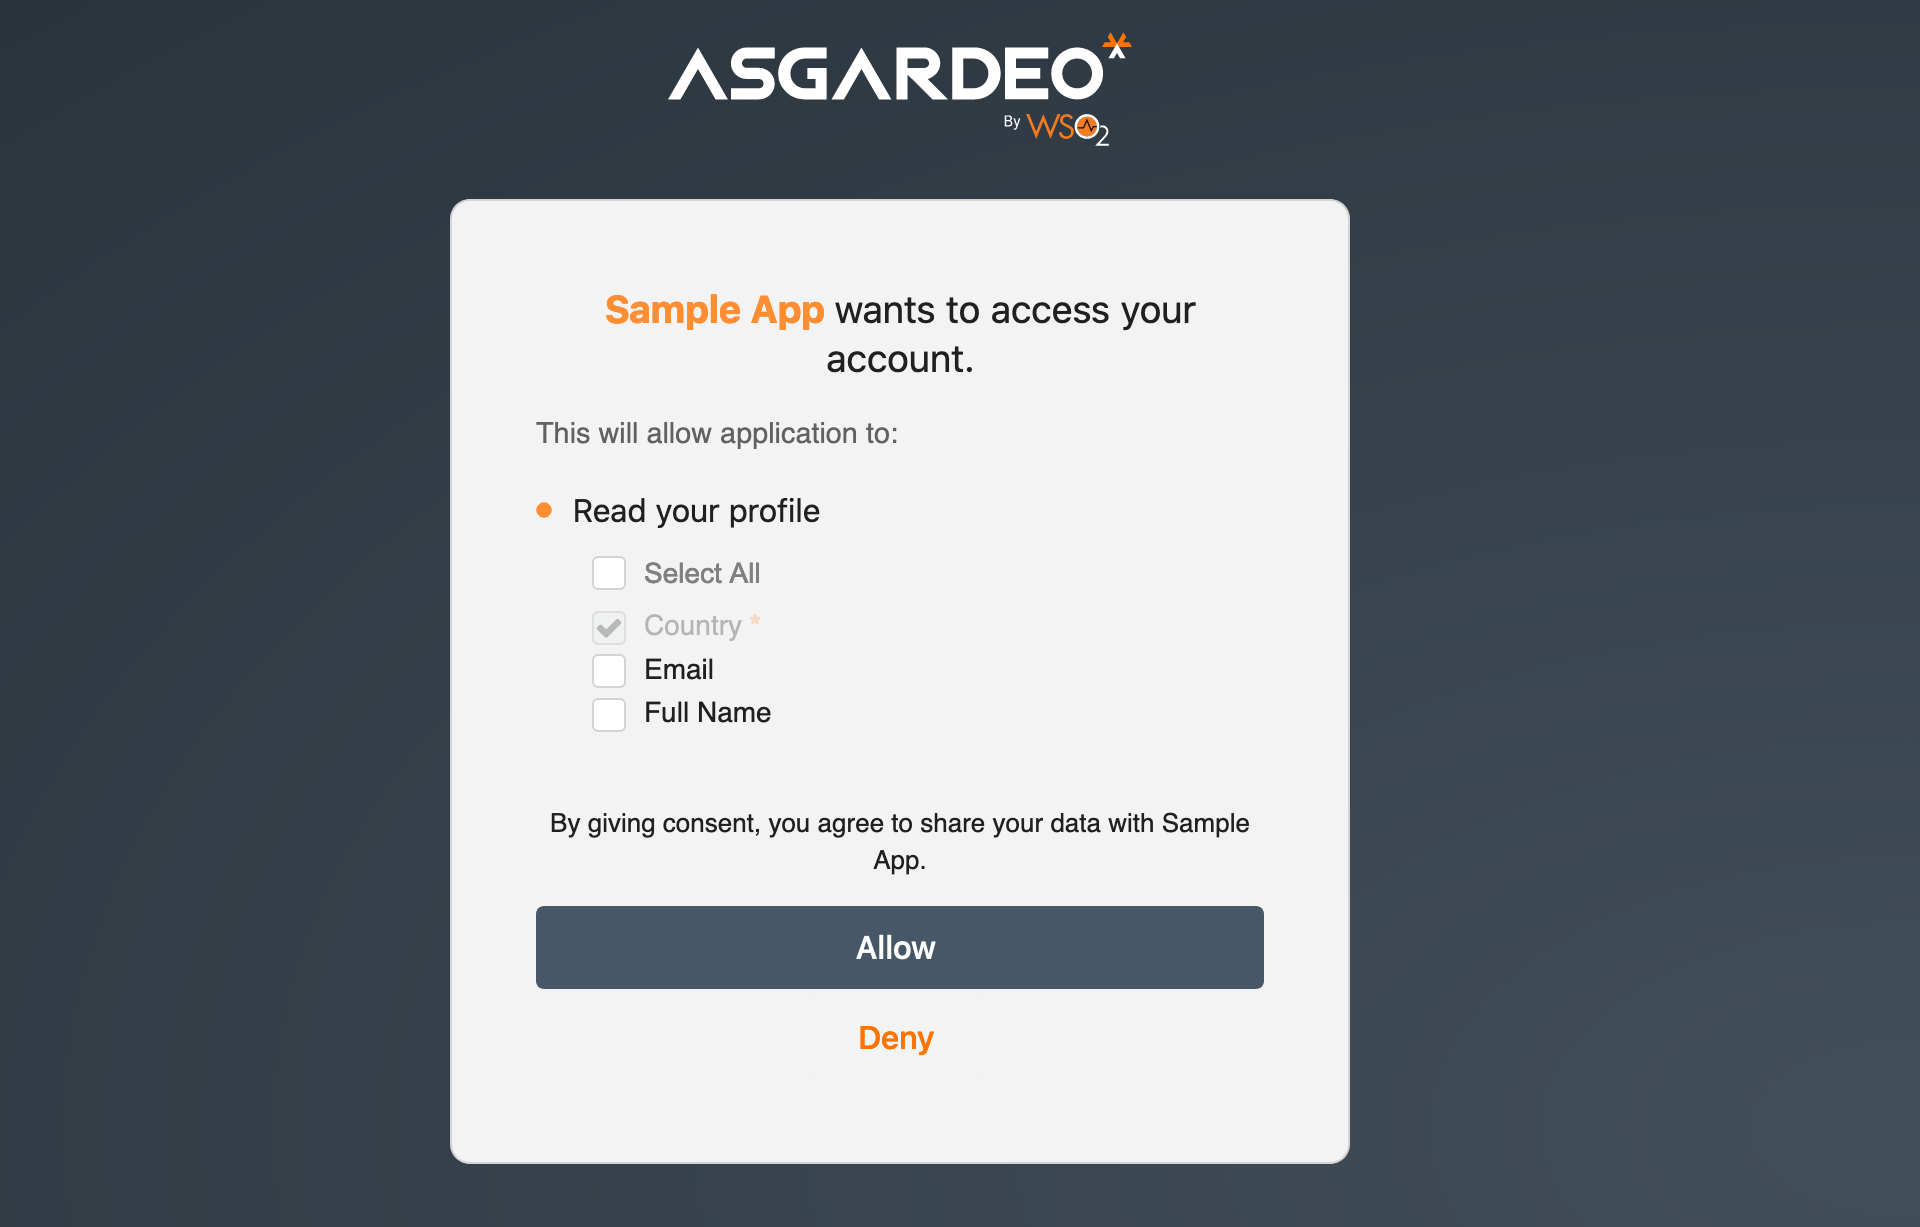 ASGARDEO
By WSO2
Sample App wants to access your
account.
This will allow application to:
Read your profile
Select All
Country *
Email
Full Name
By giving consent, you agree to share your data with Sample
App.
Allow
Deny